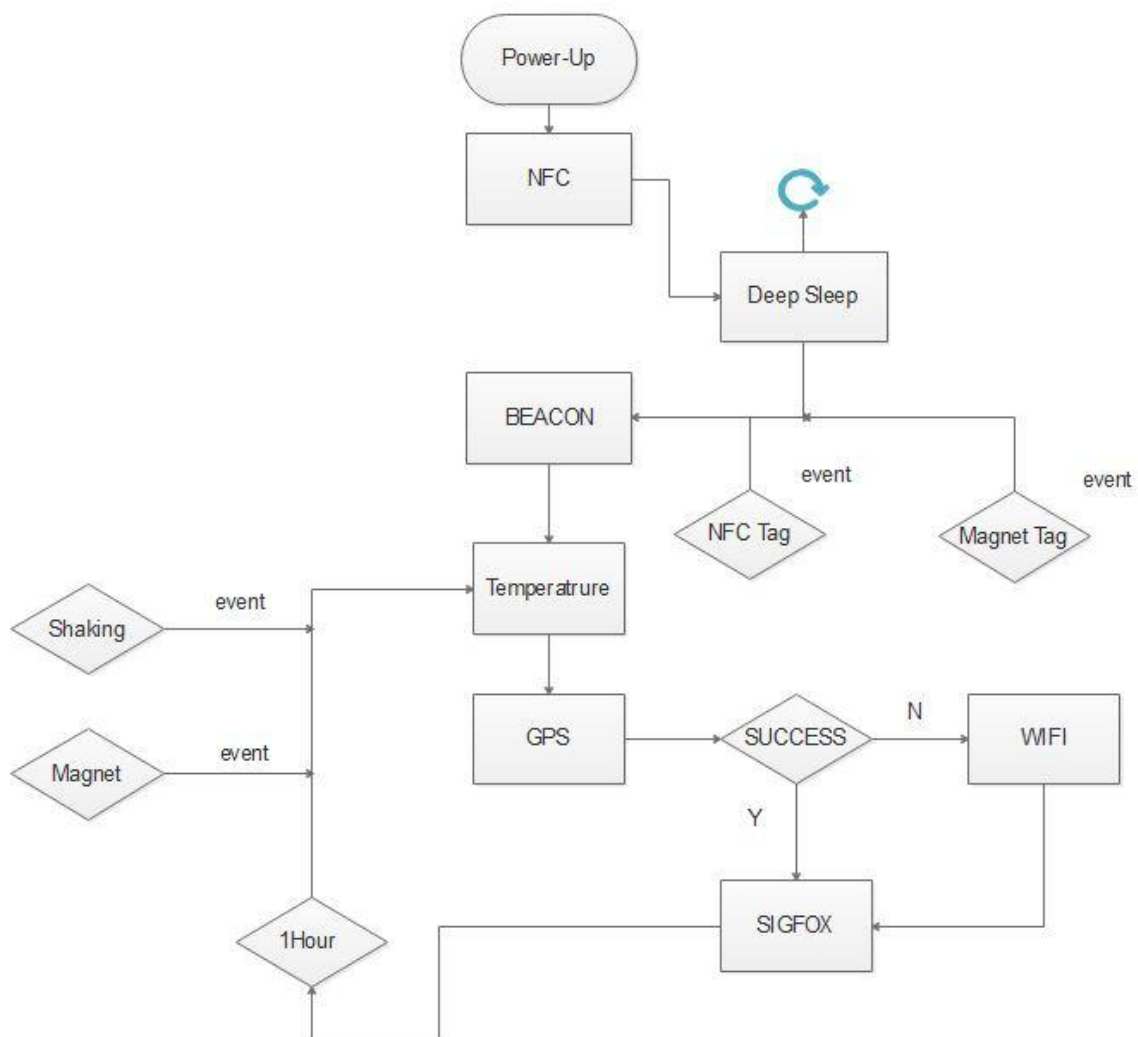 Power-Up
NFC
Deep Sleep
BEACON
event
event
NFC Tag
Magnet Tag
Temperatrure
event
Shaking
GPS
SUCCESS
N
WIFI
event
Magnet
Y
SIGFOX
1Hour